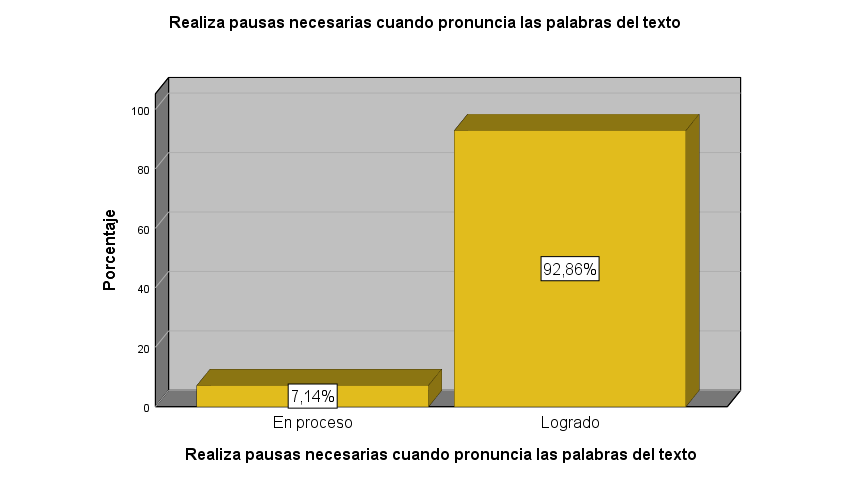 Realiza pausas necesarias cuando pronuncia las palabras del texto
100
80
60
40
20
0
Porcentaje
7,14%
92,86%
En proceso
Logrado
Realiza pausas necesarias cuando pronuncia las palabras del texto